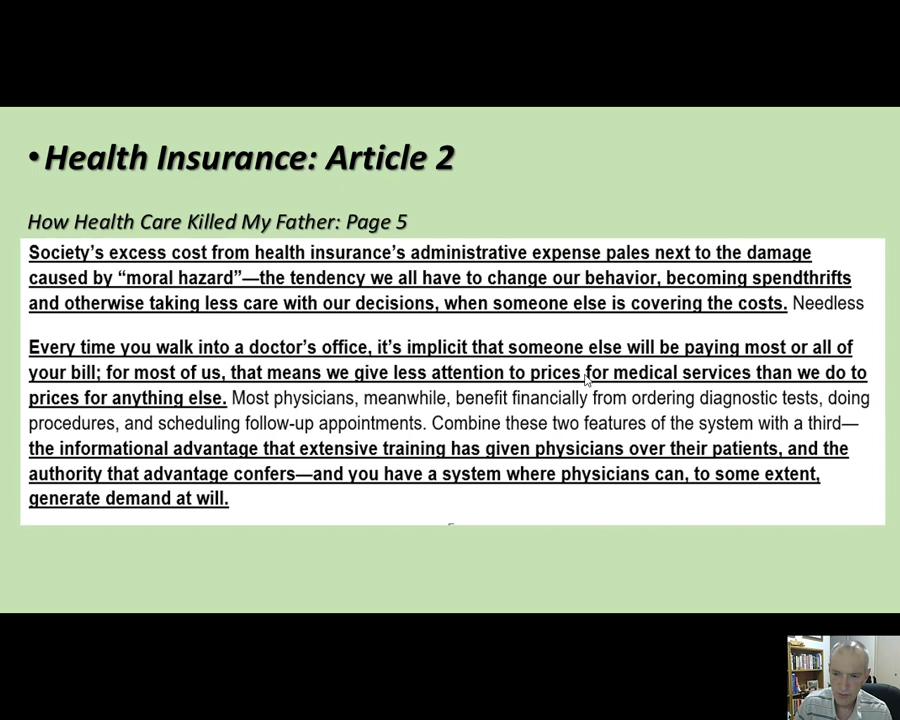 •Health Insurance: Article 2
How Health Care Killed My Father: Page 5
Society’s excess cost from health insurance’s administrative expense pales next to the damage
caused by “moral hazard”—the tendency we all have to change our behavior, becoming spendthrifts
and otherwise taking less care with our decisions, when someone else is covering the costs. Needless
Every time you walk into a doctor’s office, it’s implicit that someone else will be paying most or all of
your bill; for most of us, that means we give less attention to prices for medical services than we do to
prices for anything else. Most physicians, meanwhile, benefit financially from ordering diagnostic tests, doing
procedures, and scheduling follow-up appointments. Combine these two features of the system with a third—
the informational advantage that extensive training has given physicians over their patients, and the
authority that advantage confers—and you have a system where physicians can, to some extent,
generate demand at will.